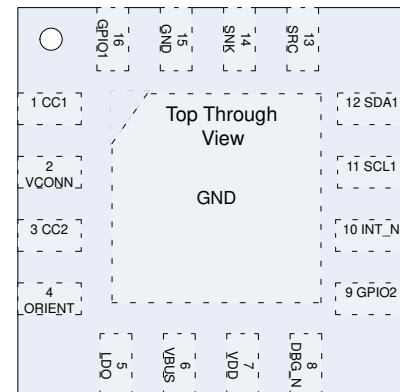 16
GPIO1
15
GND
14
SNK
13
SRC
1 CC1
2
VCONN
3 CC2
4
ORIENT
Top Through
View
GND
12 SDA1
11 SCL1
10 INT_N
9 GPIO2
5
LDO
6
VBUS
7
VDD
8
DBG_N